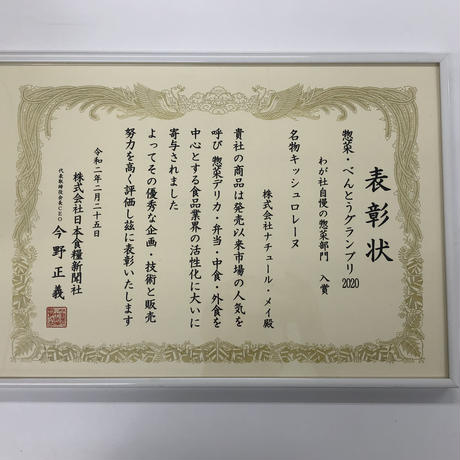 表彰状
惣菜・べんとうグランプリ2020
わが社自慢の惣菜部門 入賞
名物キッシュロレーヌ
株式会社ナチュール・メイ殿
貴社の商品は発売以来市場の人気を
呼び 惣菜デリカ・弁当・中食・外食を
中心とする食品業界の活性化に大いに
寄与されました
よってその優秀な企画・技術と販売
努力を高く評価し玆に表彰いたします
令和二年二月二十五日
株式会社日本食糧新聞社
代表取締役会長CEO 今野正義